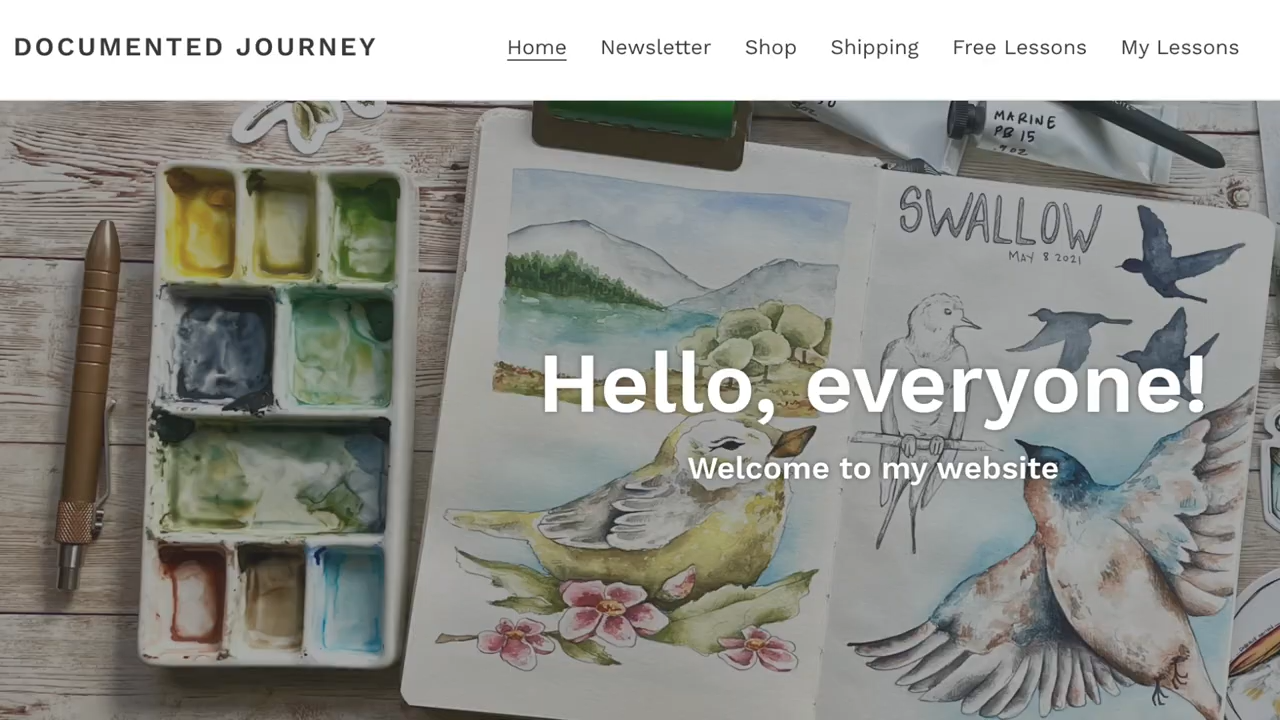 DOCUMENTED JOURNEY
Home Newsletter Shop Shipping Free Lessons My Lessons
MARINE
PB 15
.9oz
SWALLOW
MAY 8 2021
Hello, everyone!
Welcome to my website